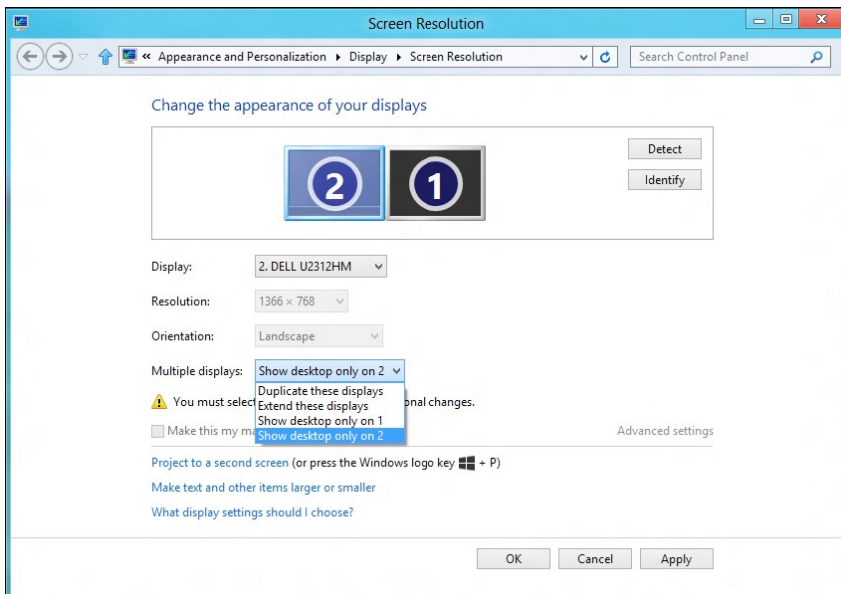 Screen Resolution
« Appearance and Personalization Display Screen Resolution Search Control Panel
Change the appearance of your displays
2 1
Detect
Identify
Display: 2. DELL U2312HM
Resolution: 1366 × 768
Orientation: Landscape
Multiple displays: Show desktop only on 2
Duplicate these displays
Extend these displays
Show desktop only on 1
Show desktop only on 2
You must select onal changes.
Make this my Advanced settings
Project to a second screen (or press the Windows logo key + P)
Make text and other items larger or smaller
What display settings should I choose?
OK Cancel Apply